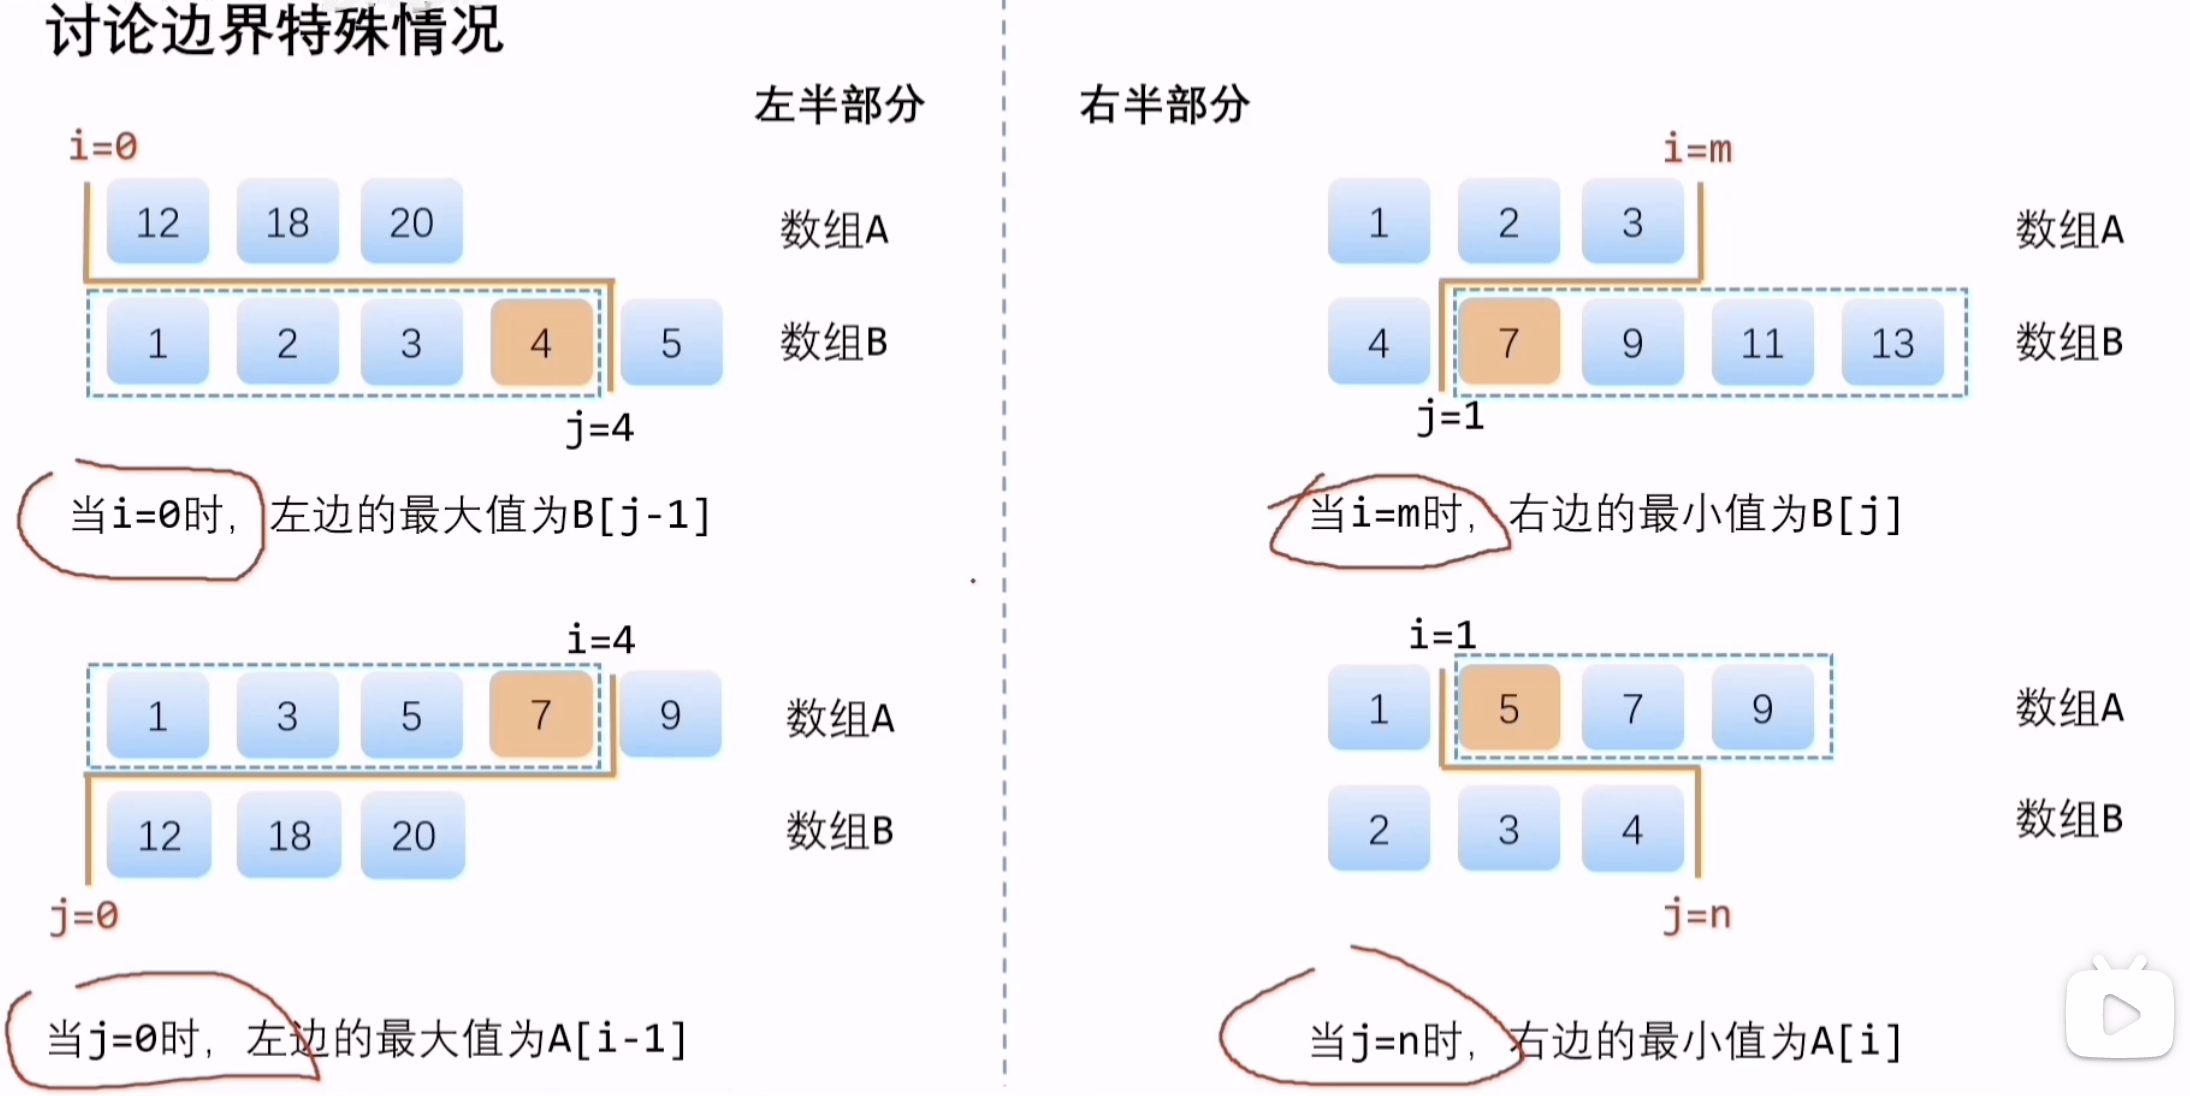 讨论边界特殊情况
左半部分
i=0
12 18 20 数组A
1 2 3 4 5 数组B
j=4
当i=0时，左边的最大值为B[j-1]
i=4
1 3 5 7 9 数组A
12 18 20 数组B
j=0
当j=0时，左边的最大值为A[i-1]
右半部分
i=m
1 2 3 数组A
4 7 9 11 13 数组B
j=1
当i=m时，右边的最小值为B[j]
i=1
1 5 7 9 数组A
2 3 4 数组B
j=n
当j=n时，右边的最小值为A[i]